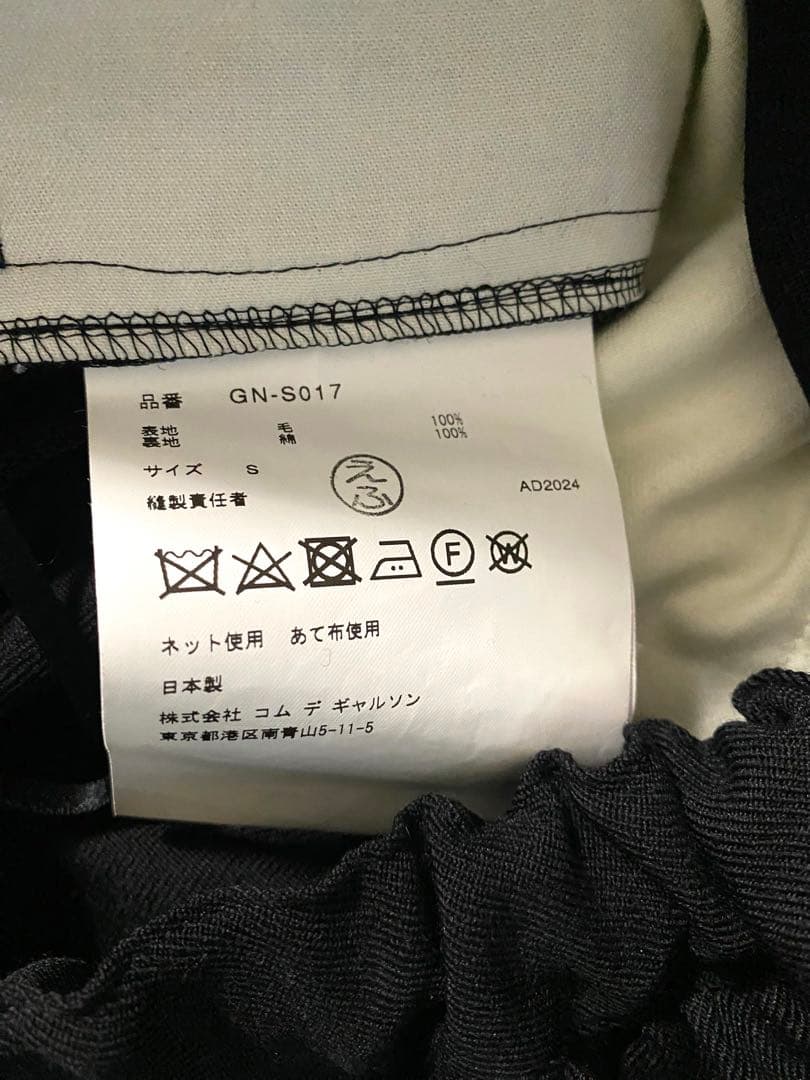 品番 GN-S017
表地 毛 100%
裏地 綿 100%
サイズ S
えふ
縫製責任者
AD2024
F W
ネット使用 あて布使用
日本製
株式会社 コム デ ギャルソン
東京都港区南青山5-11-5